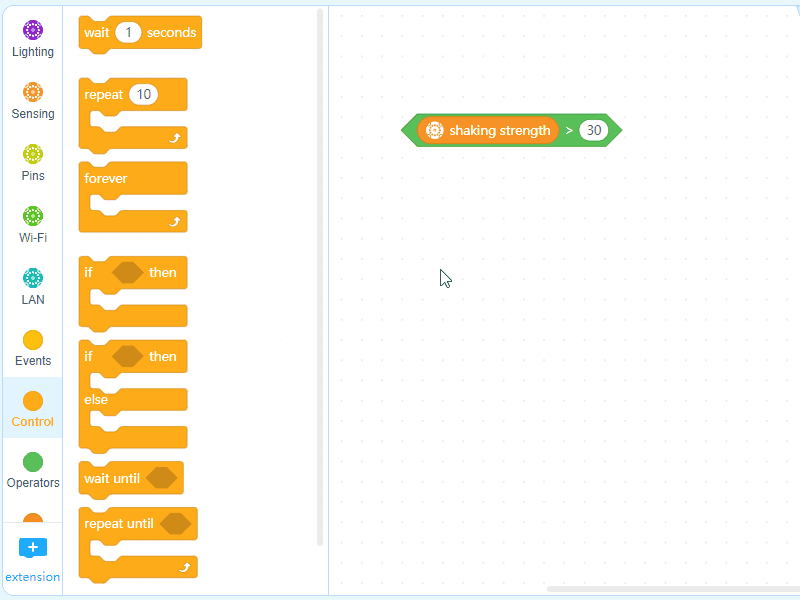 Lighting
Sensing
Pins
Wi-Fi
LAN
Events
Control
Operators
extension
wait 1 seconds
repeat 10
forever
if then
if then
else
wait until
repeat until
shaking strength > 30